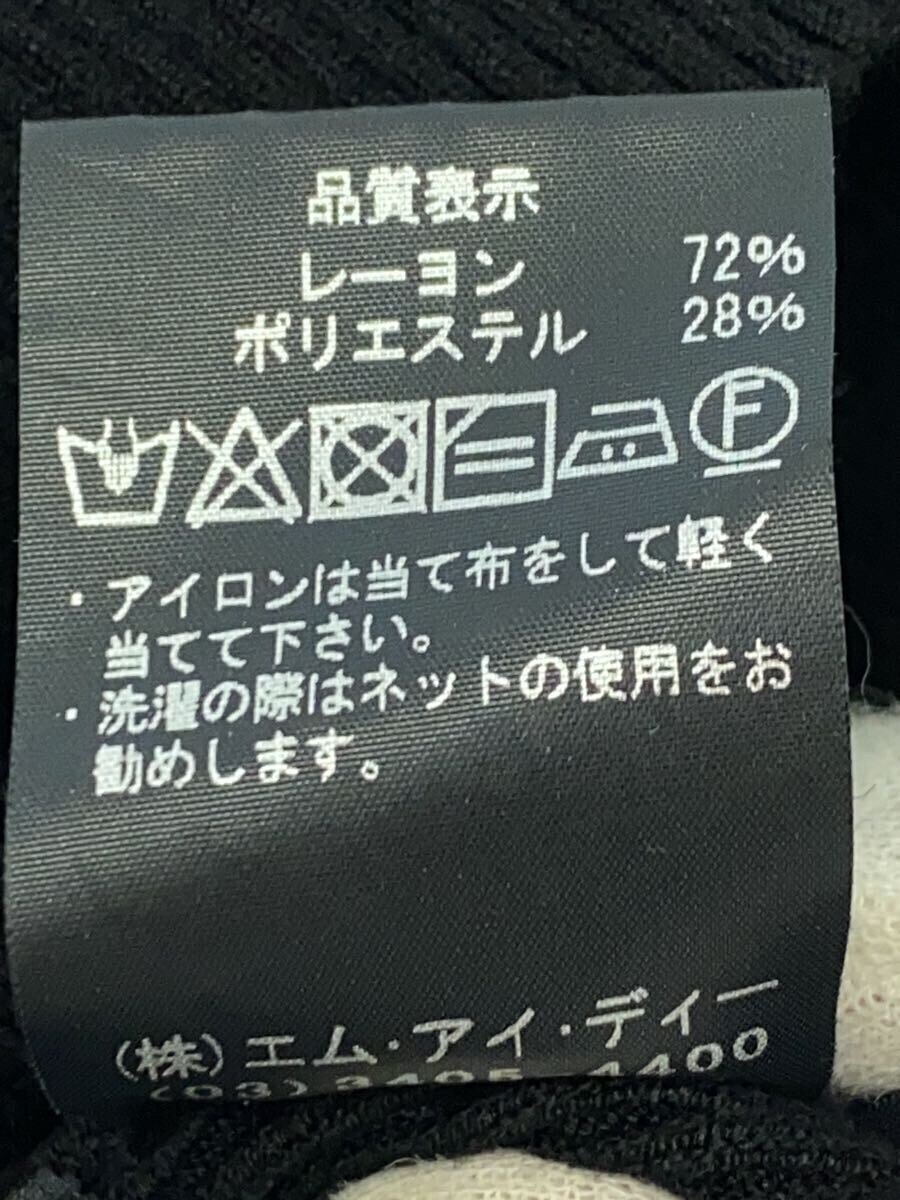 品質表示
レーヨン 72%
ポリエステル 28%
F
・アイロンは当て布をして軽く
当てて下さい。
・洗濯の際はネットの使用をお
勧めします。
(株)エム・アイ・ディー
(03)3405-4400